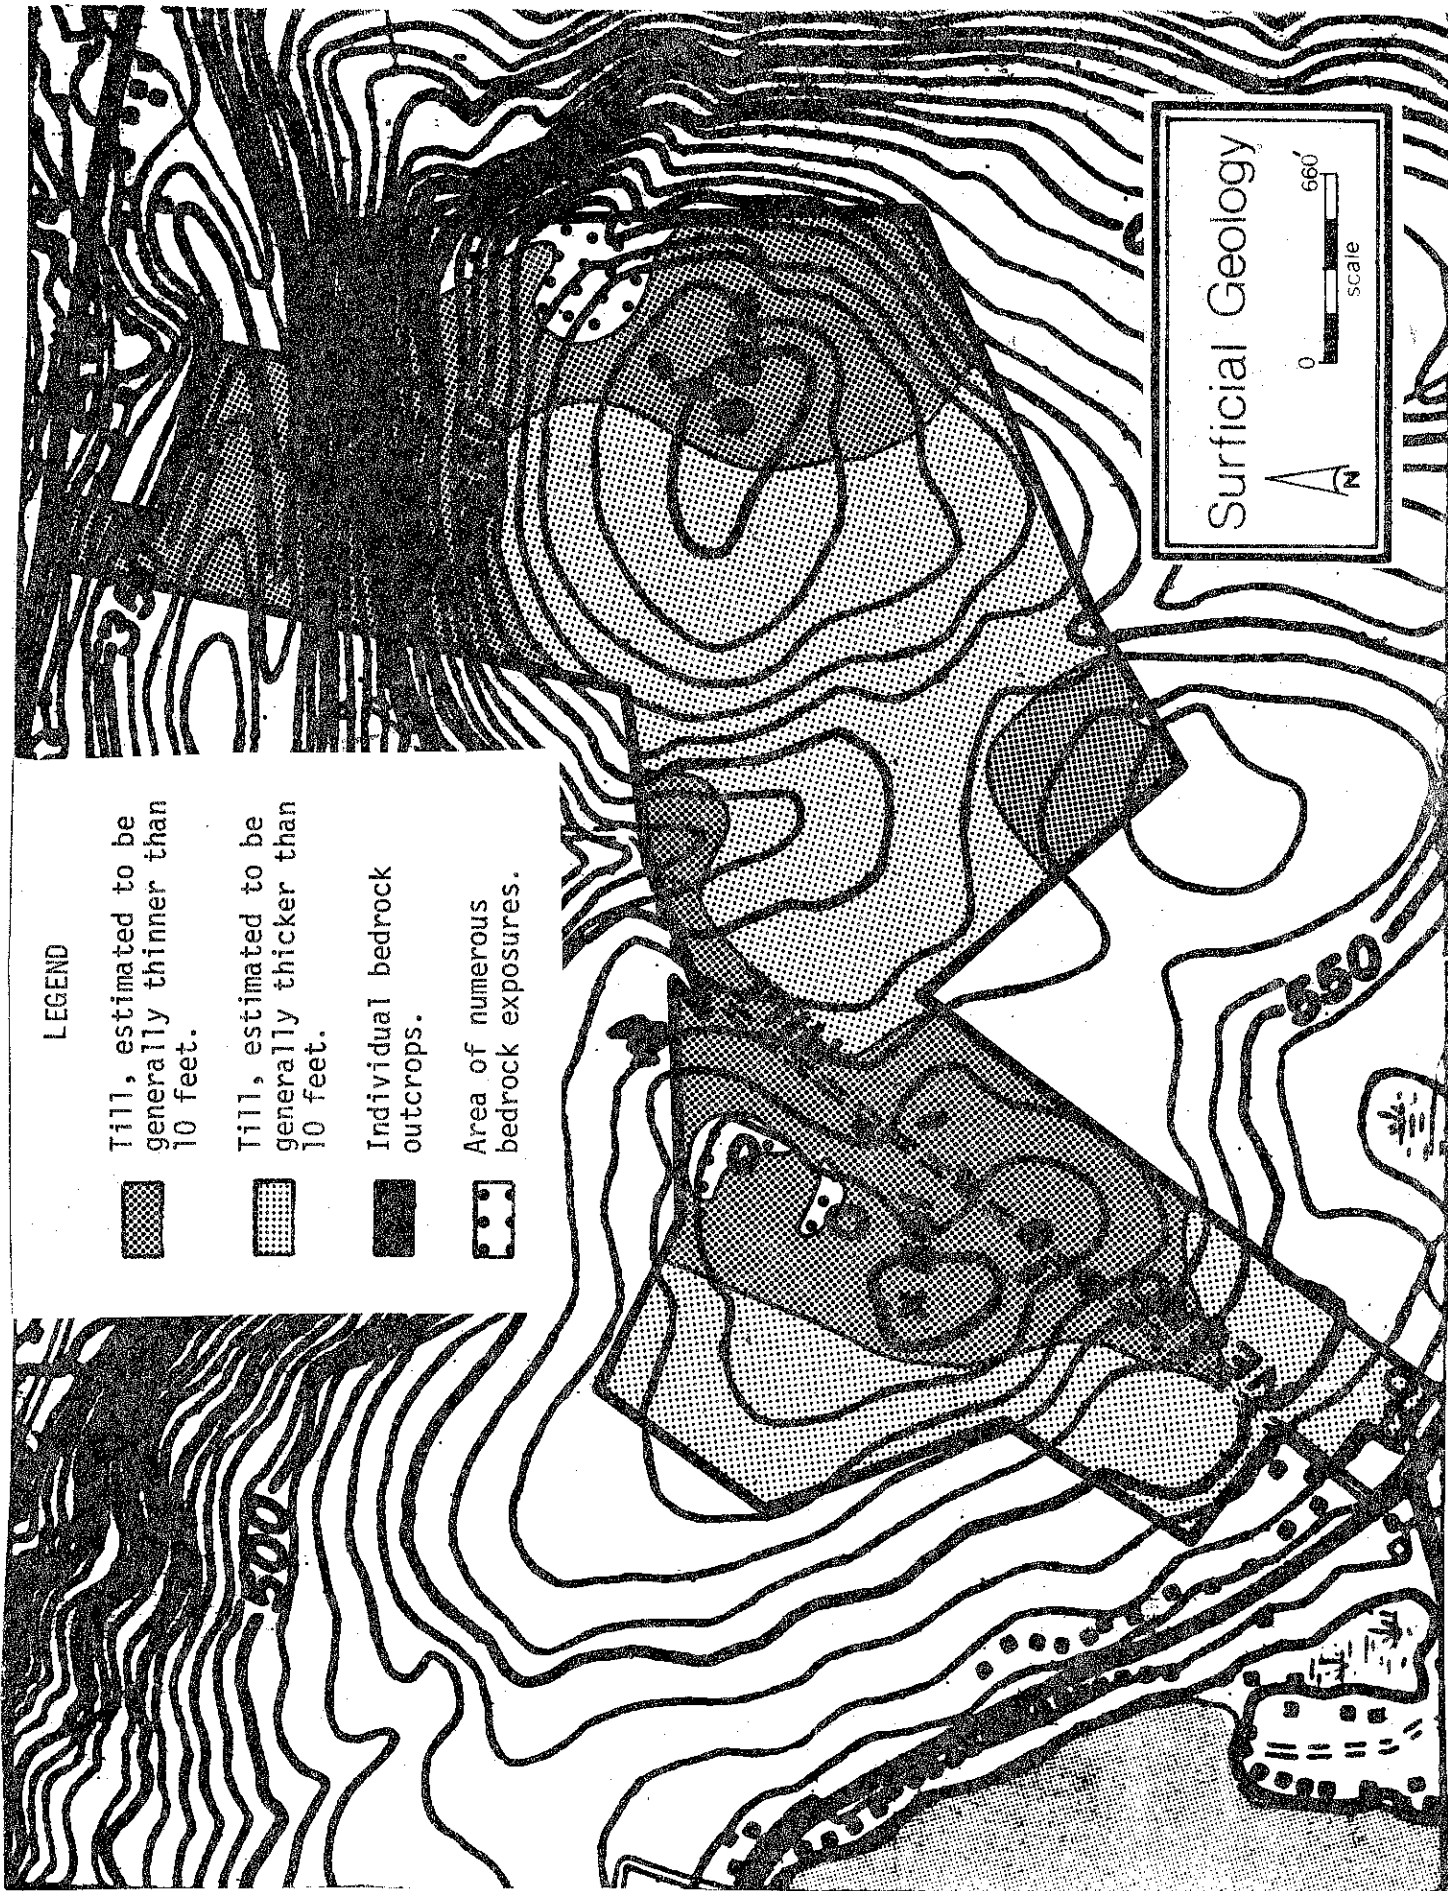 LEGEND
Till, estimated to be
generally thinner than
10 feet.
Till, estimated to be
generally thicker than
10 feet.
Individual bedrock
outcrops.
Area of numerous
bedrock exposures.
500
550
Surficial Geology
N
0
660'
scale